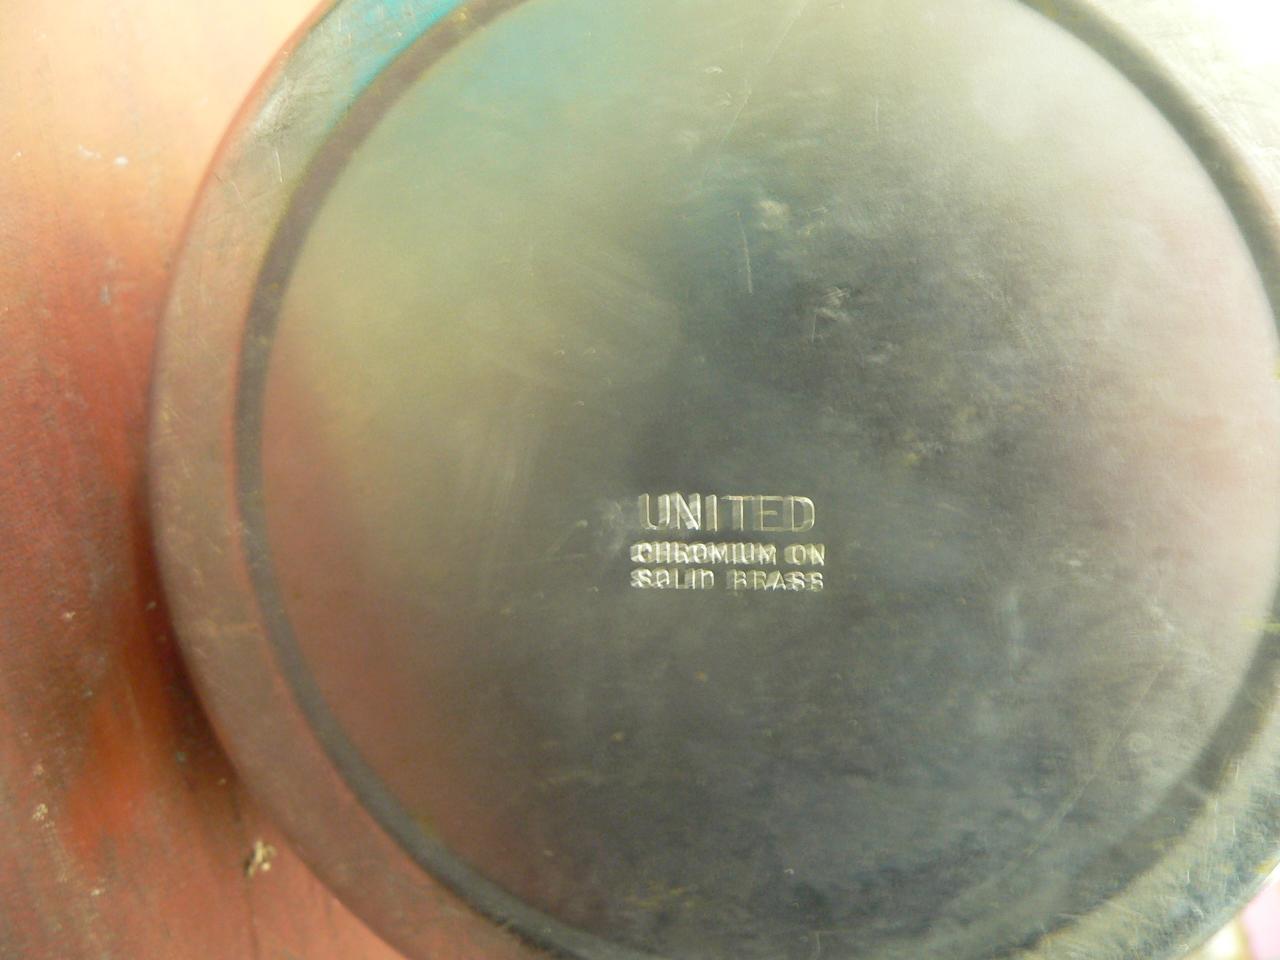 UNITED
CHROMIUM ON
SOLID BRASS